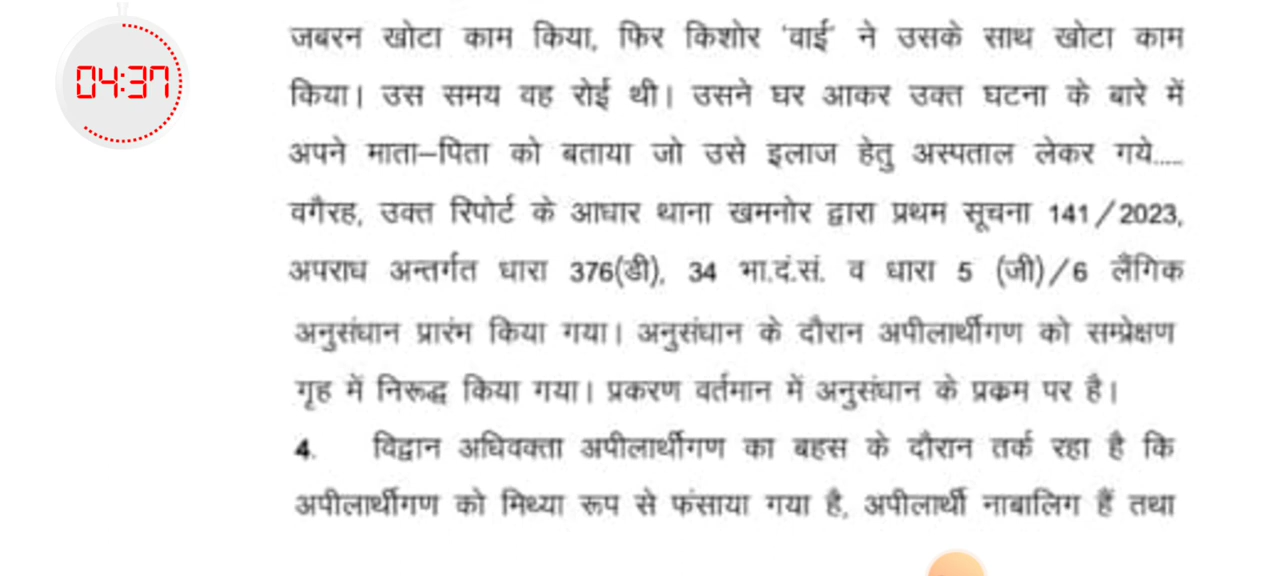 04:37
जबरन खोटा काम किया, फिर किशोर 'वाई' ने उसके साथ खोटा काम
किया। उस समय वह रोई थी। उसने घर आकर उक्त घटना के बारे में
अपने माता–पिता को बताया जो उसे इलाज हेतु अस्पताल लेकर गये.....
वगैरह, उक्त रिपोर्ट के आधार थाना खमनोर द्वारा प्रथम सूचना 141/2023,
अपराध अन्तर्गत धारा 376(डी), 34 भा.दं.सं. व धारा 5 (जी)/6 लैंगिक
अनुसंधान प्रारंम किया गया। अनुसंधान के दौरान अपीलार्थीगण को सम्प्रेक्षण
गृह में निरूद्ध किया गया। प्रकरण वर्तमान में अनुसंधान के प्रक्रम पर है।
4. विद्वान अधिवक्ता अपीलार्थीगण का बहस के दौरान तर्क रहा है कि
अपीलार्थीगण को मिथ्या रूप से फंसाया गया है, अपीलार्थी नाबालिग हैं तथा